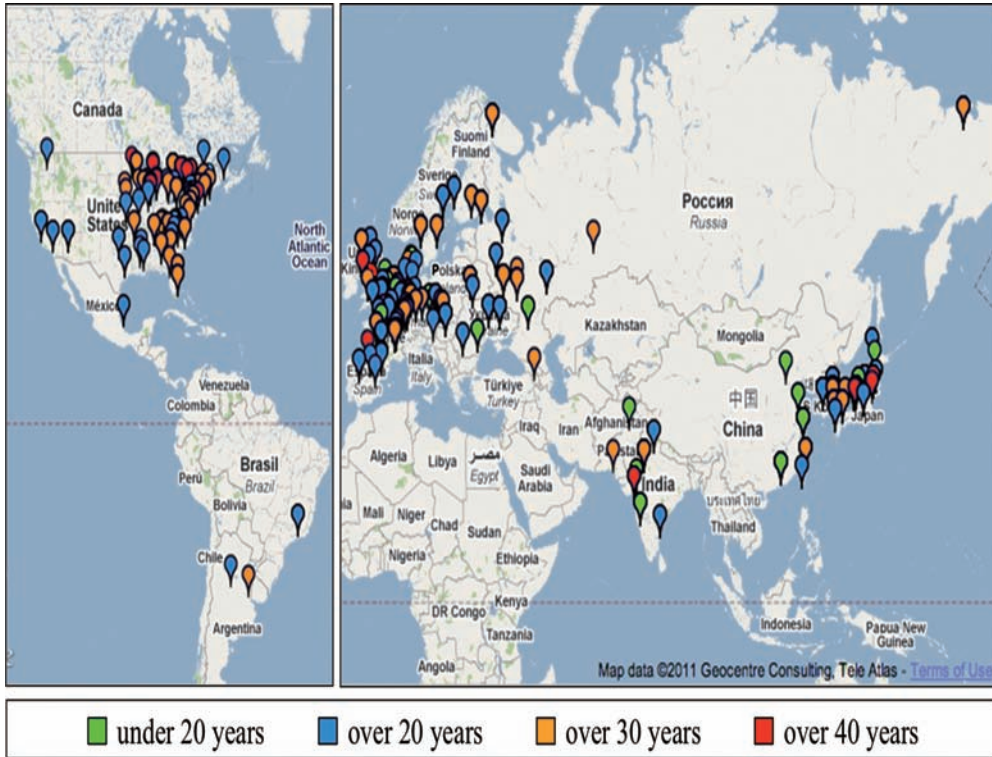 Canada
United
States
North
Atlantic
Ocean
México
Venezuela
Colombia
Brasil
Brazil
Perú
Bolivia
Chile
Argentina
Suomi
Finland
Sverige
Norge
Россия
Russia
Polska
Kazakhstan
Mongolia
Italia
Italy
Spain
Türkiye
Turkey
Afghanistan
Iraq
Iran
中国
China
Japan
Algeria
Libya
مصر
Egypt
Saudi
Arabia
India
Mali
Niger
Chad
Sudan
ประเทศไทย
Thailand
Nigeria
Ethiopia
DR Congo
Kenya
Tanzania
Indonesia
Papua New
Guinea
Angola
Map data ©2011 Geocentre Consulting, Tele Atlas - Terms of Use
under 20 years
over 20 years
over 30 years
over 40 years